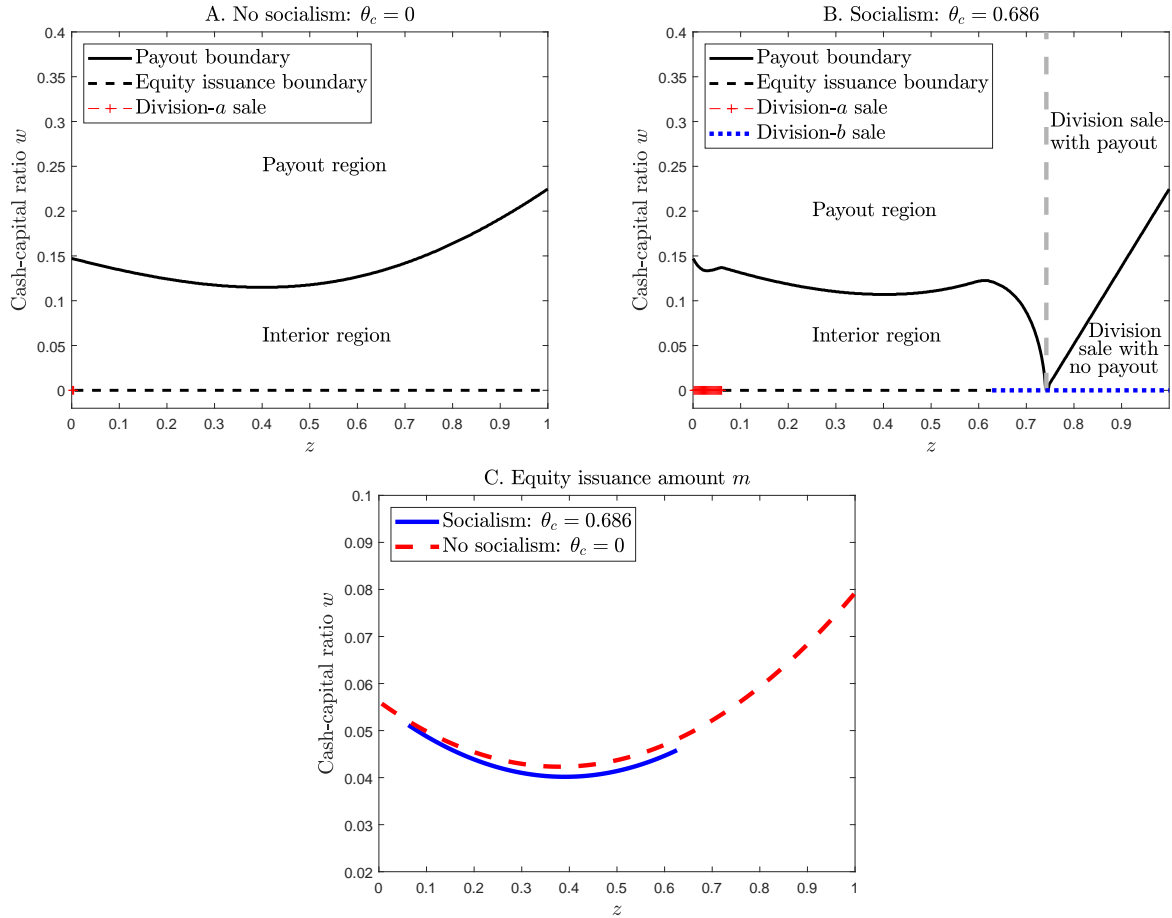 A. No socialism: θc = 0
Cash-capital ratio w
0.4
0.35
0.3
0.25
0.2
0.15
0.1
0.05
0
Payout boundary
Equity issuance boundary
Division-a sale
Payout region
Interior region
0 0.1 0.2 0.3 0.4 0.5 0.6 0.7 0.8 0.9 1
z
B. Socialism: θc = 0.686
Cash-capital ratio w
0.4
0.35
0.3
0.25
0.2
0.15
0.1
0.05
0
Payout boundary
Equity issuance boundary
Division-a sale
Division-b sale
Division sale
with payout
Payout region
Interior region
Division
sale with
no payout
0 0.1 0.2 0.3 0.4 0.5 0.6 0.7 0.8 0.9
z
C. Equity issuance amount m
Cash-capital ratio w
0.1
0.09
0.08
0.07
0.06
0.05
0.04
0.03
0.02
Socialism: θc = 0.686
No socialism: θc = 0
0 0.1 0.2 0.3 0.4 0.5 0.6 0.7 0.8 0.9 1
z